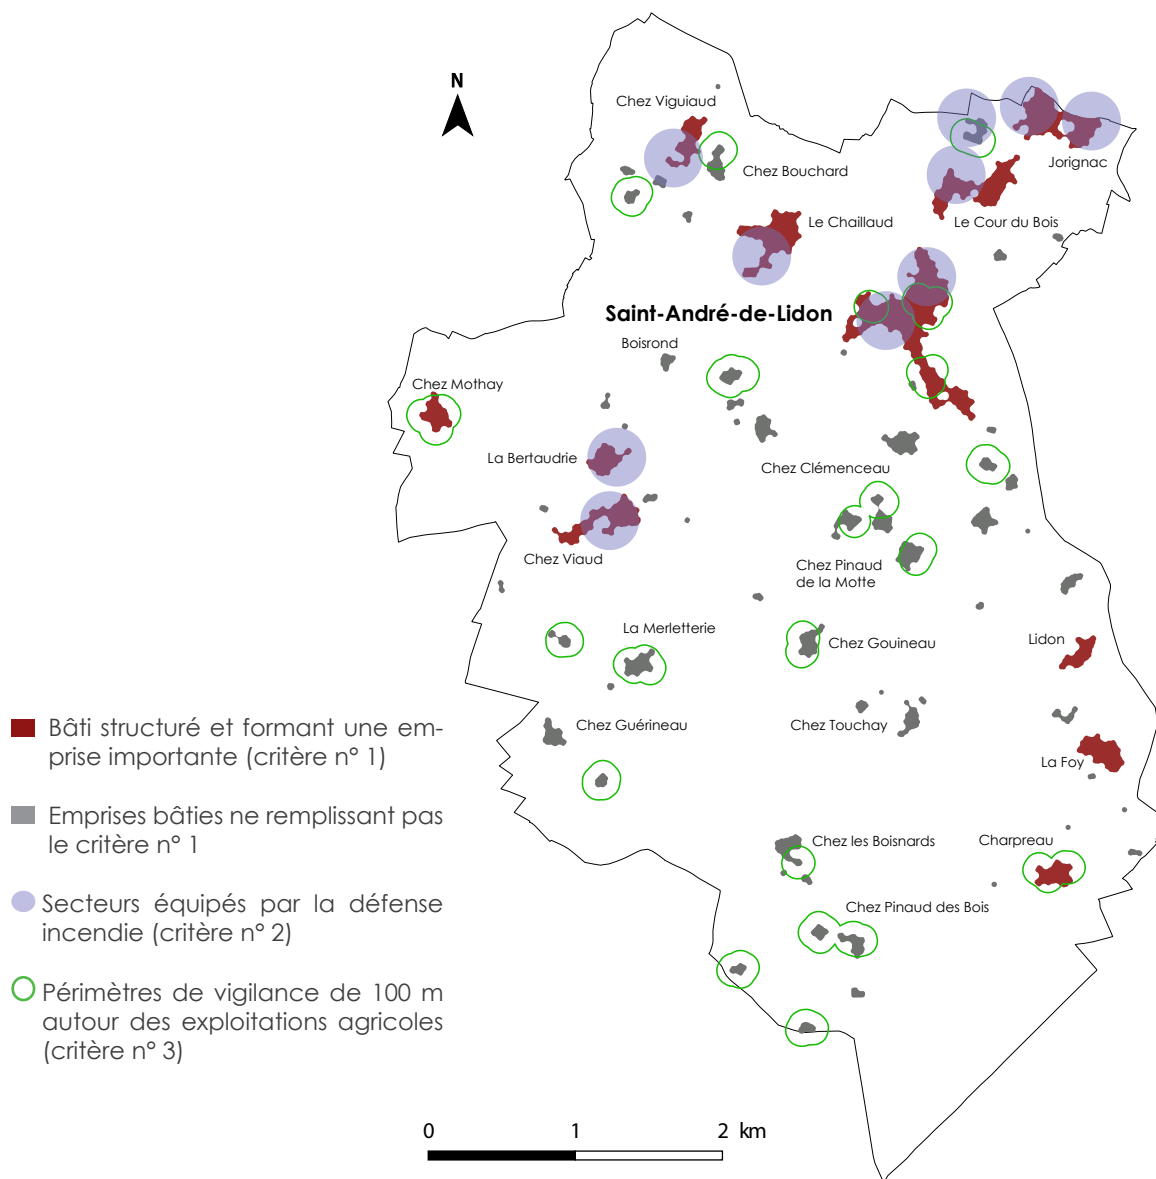 N
Chez Viguiaud
Chez Bouchard
Jorignac
Le Chaillaud
Le Cour du Bois
Saint-André-de-Lidon
Boisrond
Chez Mothay
La Bertaudrie
Chez Clémenceau
Chez Viaud
Chez Pinaud
de la Motte
La Merletterie
Chez Gouineau
Lidon
Chez Guérineau
Chez Touchay
La Foy
Chez les Boisnards
Charpreau
Chez Pinaud des Bois
Bâti structuré et formant une em-
prise importante (critère n° 1)
Emprises bâties ne remplissant pas
le critère n° 1
Secteurs équipés par la défense
incendie (critère n° 2)
Périmètres de vigilance de 100 m
autour des exploitations agricoles
(critère n° 3)
0 1 2 km